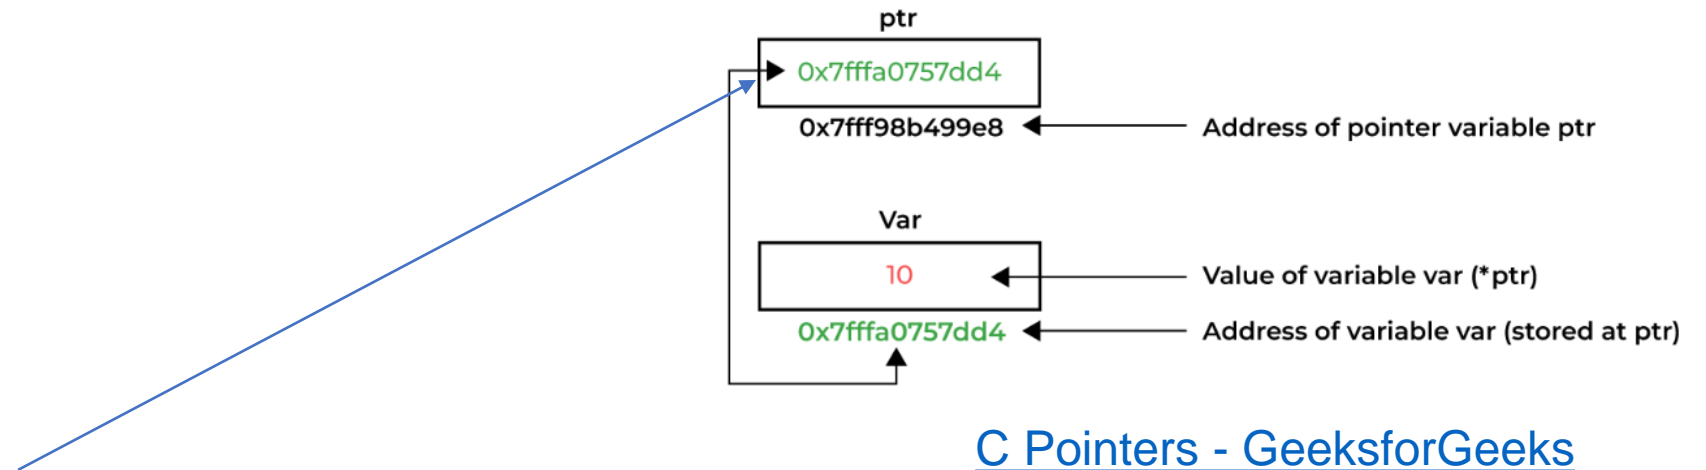 ptr
0x7fffa0757dd4
0x7fff98b499e8
Address of pointer variable ptr
Var
10
Value of variable var (*ptr)
0x7fffa0757dd4
Address of variable var (stored at ptr)
C Pointers - GeeksforGeeks